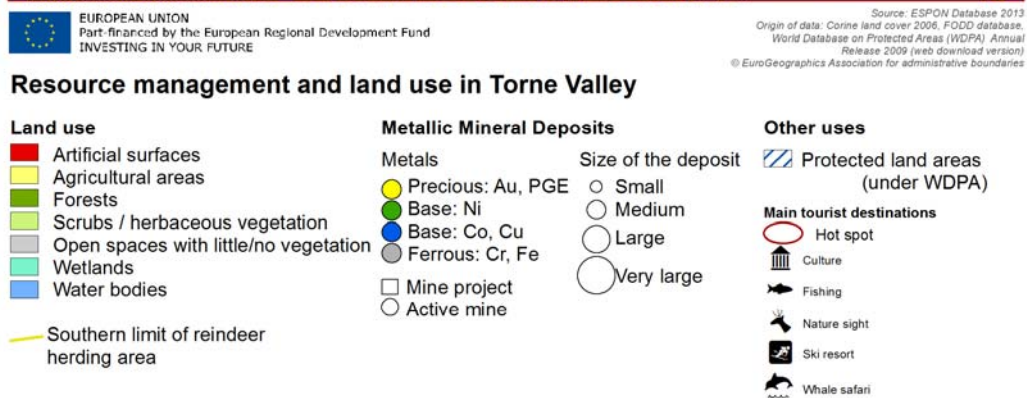 EUROPEAN UNION
Part-financed by the European Regional Development Fund
INVESTING IN YOUR FUTURE
Source: ESPON Database 2013
Origin of data: Corine land cover 2006, FODD database.
World Database on Protected Areas (WDPA) Annual
Release 2009 (web download version)
© EuroGeographics Association for administrative boundaries
Resource management and land use in Torne Valley
Land use
Artificial surfaces
Agricultural areas
Forests
Scrubs / herbaceous vegetation
Open spaces with little/no vegetation
Wetlands
Water bodies
Southern limit of reindeer
herding area
Metallic Mineral Deposits
Metals
Precious: Au, PGE
Base: Ni
Base: Co, Cu
Ferrous: Cr, Fe
Mine project
Active mine
Size of the deposit
Small
Medium
Large
Very large
Other uses
Protected land areas
(under WDPA)
Main tourist destinations
Hot spot
Culture
Fishing
Nature sight
Ski resort
Whale safari